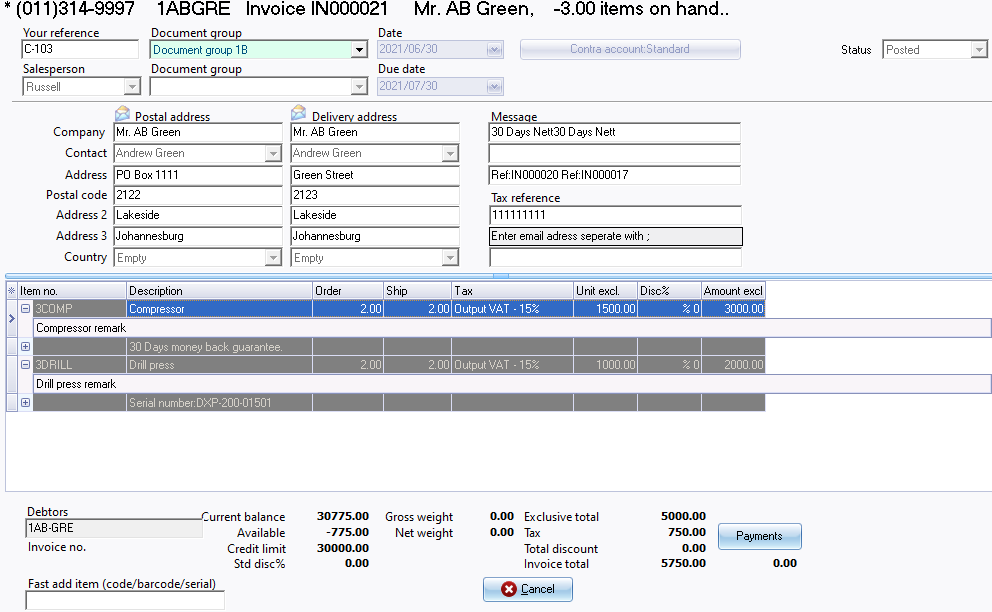 * (011)314-9997 1ABGRE Invoice IN000021 Mr. AB Green, -3.00 items on hand..
Your reference Document group Date
C-103 Document group 1B 2021/06/30 Contra account:Standard Status Posted
Salesperson Document group Due date
Russell 2021/07/30
Postal address Delivery address Message
Company Mr. AB Green Mr. AB Green 30 Days Nett30 Days Nett
Contact Andrew Green Andrew Green
Address PO Box 1111 Green Street Ref:IN000020 Ref:IN000017
Postal code 2122 2123 Tax reference
Address 2 Lakeside Lakeside 111111111
Address 3 Johannesburg Johannesburg Enter email adress seperate with ;
Country Empty Empty
Item no. Description Order Ship Tax Unit excl. Disc% Amount excl
3COMP Compressor 2.00 2.00 Output VAT - 15% 1500.00 % 0 3000.00
Compressor remark
30 Days money back guarantee.
3DRILL Drill press 2.00 2.00 Output VAT - 15% 1000.00 % 0 2000.00
Drill press remark
Serial number:DXP-200-01501
Debtors Current balance 30775.00 Gross weight 0.00 Exclusive total 5000.00
1AB-GRE Available -775.00 Net weight 0.00 Tax 750.00 Payments
Invoice no. Credit limit 30000.00 Total discount 0.00
Std disc% 0.00 Invoice total 5750.00 0.00
Fast add item (code/barcode/serial) Cancel